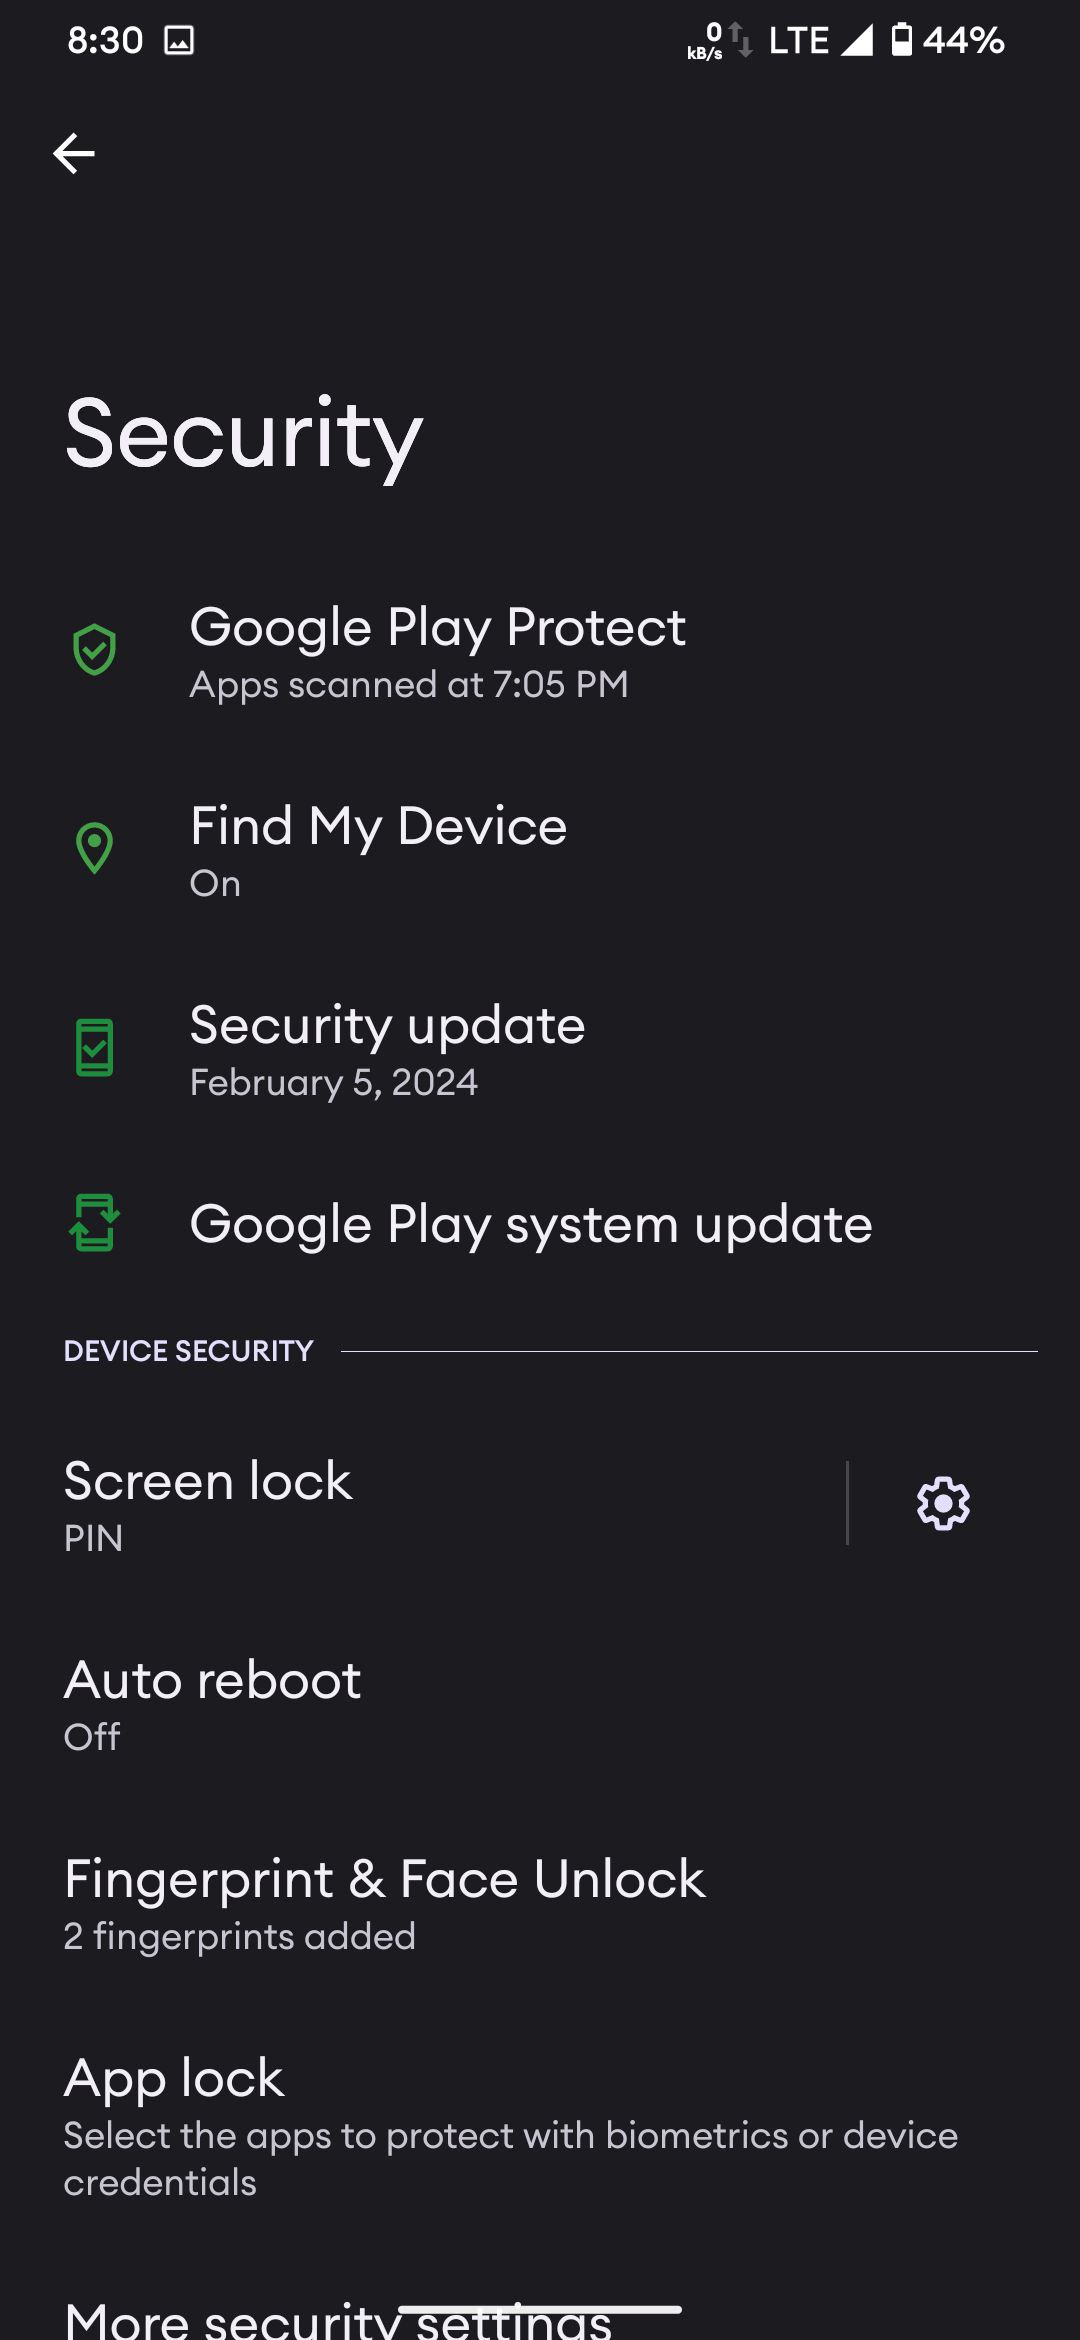 8:30
0 kB/s LTE 44%
Security
Google Play Protect
Apps scanned at 7:05 PM
Find My Device
On
Security update
February 5, 2024
Google Play system update
DEVICE SECURITY
Screen lock
PIN
Auto reboot
Off
Fingerprint & Face Unlock
2 fingerprints added
App lock
Select the apps to protect with biometrics or device
credentials
More security settings